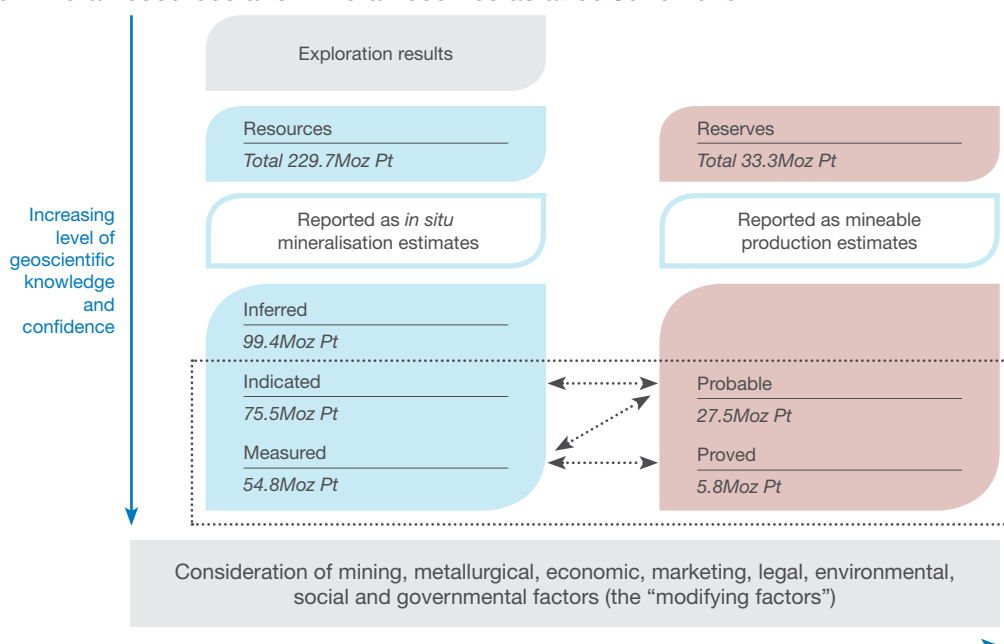 Exploration results
Resources
Total 229.7Moz Pt
Reserves
Total 33.3Moz Pt
Reported as in situ
mineralisation estimates
Reported as mineable
production estimates
Increasing
level of
geoscientific
knowledge
and
confidence
Inferred
99.4Moz Pt
Indicated
75.5Moz Pt
Measured
54.8Moz Pt
Probable
27.5Moz Pt
Proved
5.8Moz Pt
Consideration of mining, metallurgical, economic, marketing, legal, environmental,
social and governmental factors (the “modifying factors”)